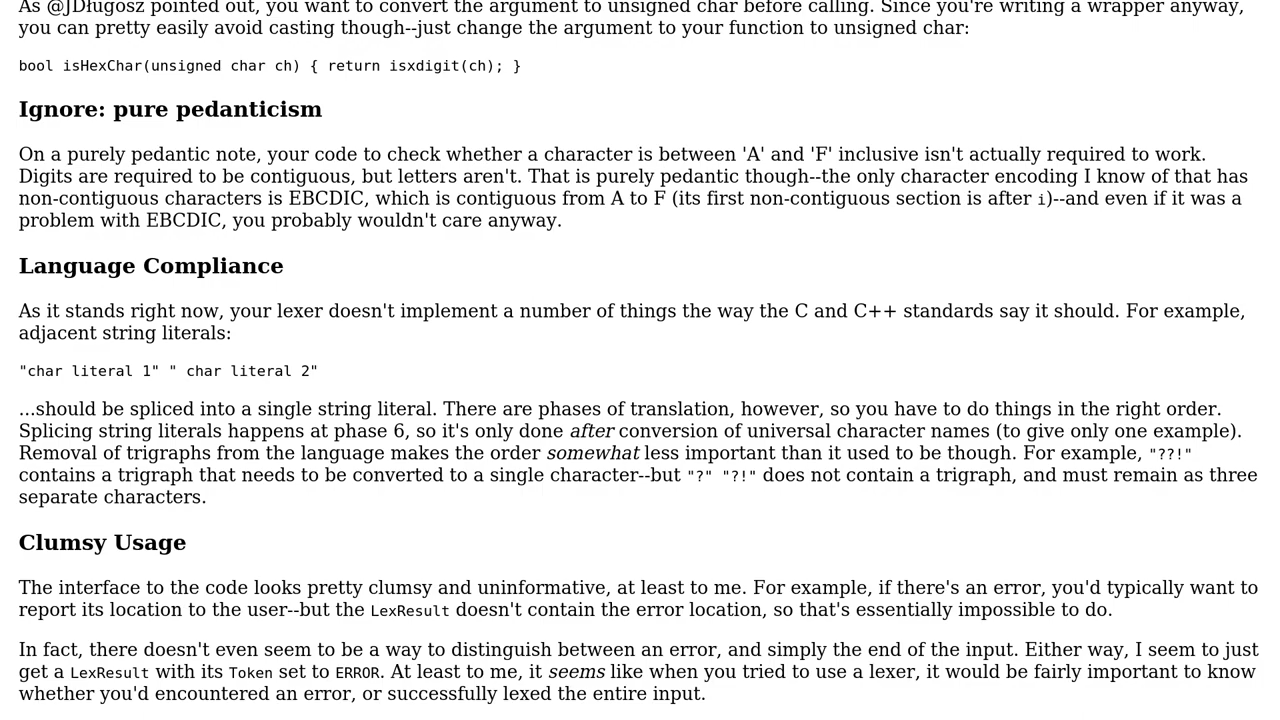 As @JDługosz pointed out, you want to convert the argument to unsigned char before calling. Since you're writing a wrapper anyway,
you can pretty easily avoid casting though--just change the argument to your function to unsigned char:
bool isHexChar(unsigned char ch) { return isxdigit(ch); }
Ignore: pure pedanticism
On a purely pedantic note, your code to check whether a character is between 'A' and 'F' inclusive isn't actually required to work.
Digits are required to be contiguous, but letters aren't. That is purely pedantic though--the only character encoding I know of that has
non-contiguous characters is EBCDIC, which is contiguous from A to F (its first non-contiguous section is after i)--and even if it was a
problem with EBCDIC, you probably wouldn't care anyway.
Language Compliance
As it stands right now, your lexer doesn't implement a number of things the way the C and C++ standards say it should. For example,
adjacent string literals:
"char literal 1" " char literal 2"
...should be spliced into a single string literal. There are phases of translation, however, so you have to do things in the right order.
Splicing string literals happens at phase 6, so it's only done after conversion of universal character names (to give only one example).
Removal of trigraphs from the language makes the order somewhat less important than it used to be though. For example, "??!"
contains a trigraph that needs to be converted to a single character--but "?" "?!" does not contain a trigraph, and must remain as three
separate characters.
Clumsy Usage
The interface to the code looks pretty clumsy and uninformative, at least to me. For example, if there's an error, you'd typically want to
report its location to the user--but the LexResult doesn't contain the error location, so that's essentially impossible to do.
In fact, there doesn't even seem to be a way to distinguish between an error, and simply the end of the input. Either way, I seem to just
get a LexResult with its Token set to ERROR. At least to me, it seems like when you tried to use a lexer, it would be fairly important to know
whether you'd encountered an error, or successfully lexed the entire input.